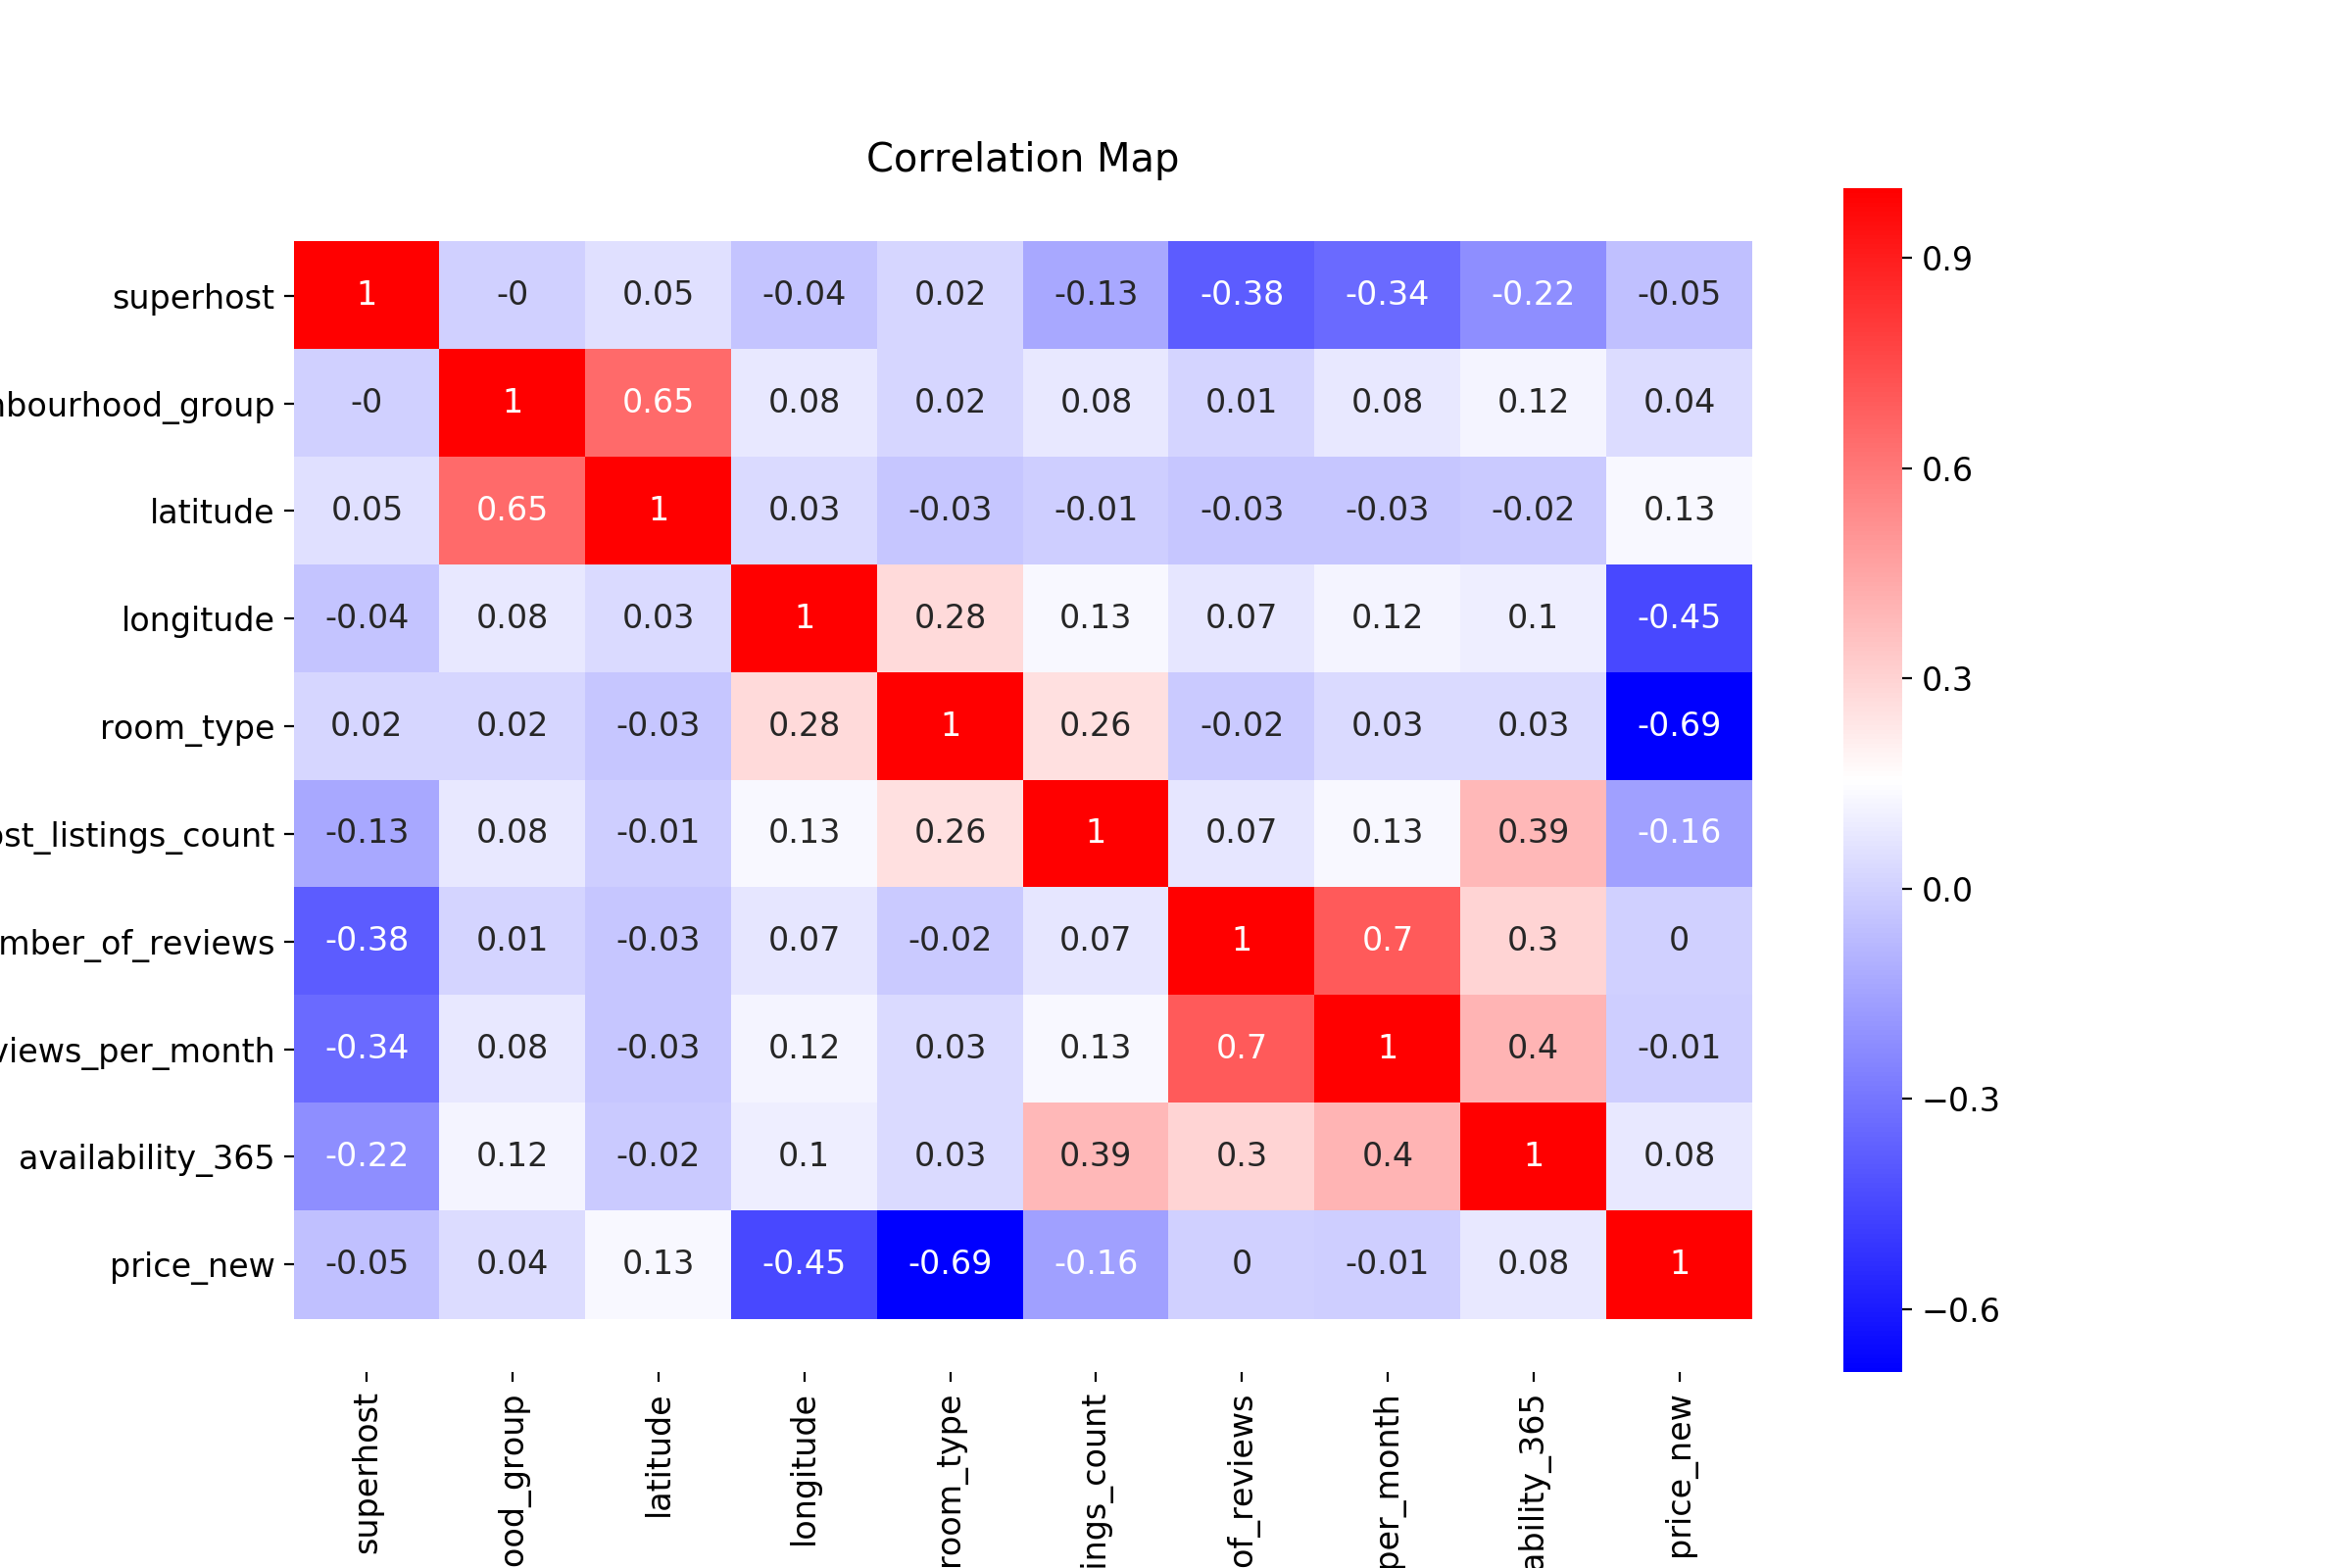 Correlation Map
superhost 1 -0 0.05 -0.04 0.02 -0.13 -0.38 -0.34 -0.22 -0.05
nbourhood_group -0 1 0.65 0.08 0.02 0.08 0.01 0.08 0.12 0.04
latitude 0.05 0.65 1 0.03 -0.03 -0.01 -0.03 -0.03 -0.02 0.13
longitude -0.04 0.08 0.03 1 0.28 0.13 0.07 0.12 0.1 -0.45
room_type 0.02 0.02 -0.03 0.28 1 0.26 -0.02 0.03 0.03 -0.69
ost_listings_count -0.13 0.08 -0.01 0.13 0.26 1 0.07 0.13 0.39 -0.16
mber_of_reviews -0.38 0.01 -0.03 0.07 -0.02 0.07 1 0.7 0.3 0
views_per_month -0.34 0.08 -0.03 0.12 0.03 0.13 0.7 1 0.4 -0.01
availability_365 -0.22 0.12 -0.02 0.1 0.03 0.39 0.3 0.4 1 0.08
price_new -0.05 0.04 0.13 -0.45 -0.69 -0.16 0 -0.01 0.08 1
superhost
ood_group
latitude
longitude
room_type
ings_count
of_reviews
per_month
ability_365
price_new
0.9
0.6
0.3
0.0
−0.3
−0.6